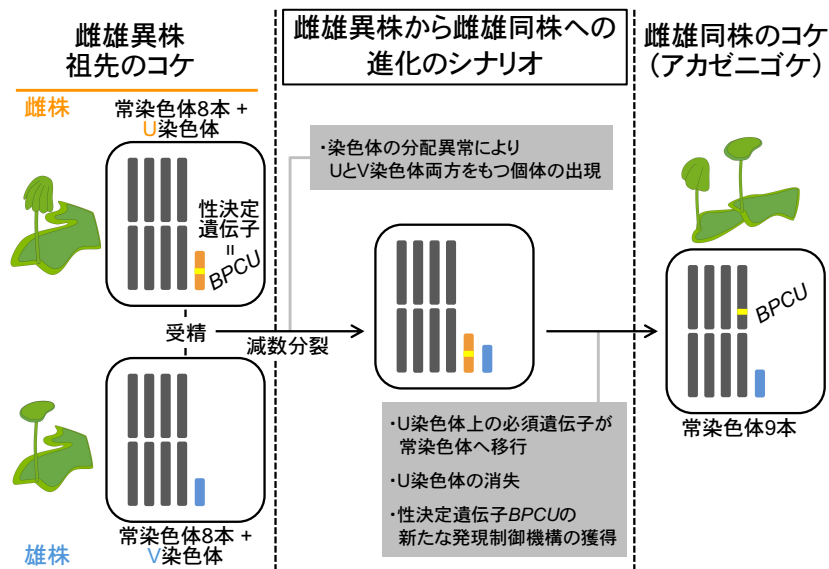 雌雄異株
祖先のコケ
雌株
常染色体8本 +
U染色体
性決定
遺伝子
=
BPCU
受精
常染色体8本 +
V染色体
雄株
雌雄異株から雌雄同株への
進化のシナリオ
・染色体の分配異常により
UとV染色体両方をもつ個体の出現
減数分裂
・U染色体上の必須遺伝子が
常染色体へ移行
・U染色体の消失
・性決定遺伝子BPCUの
新たな発現制御機構の獲得
雌雄同株のコケ
（アカゼニゴケ）
BPCU
常染色体9本